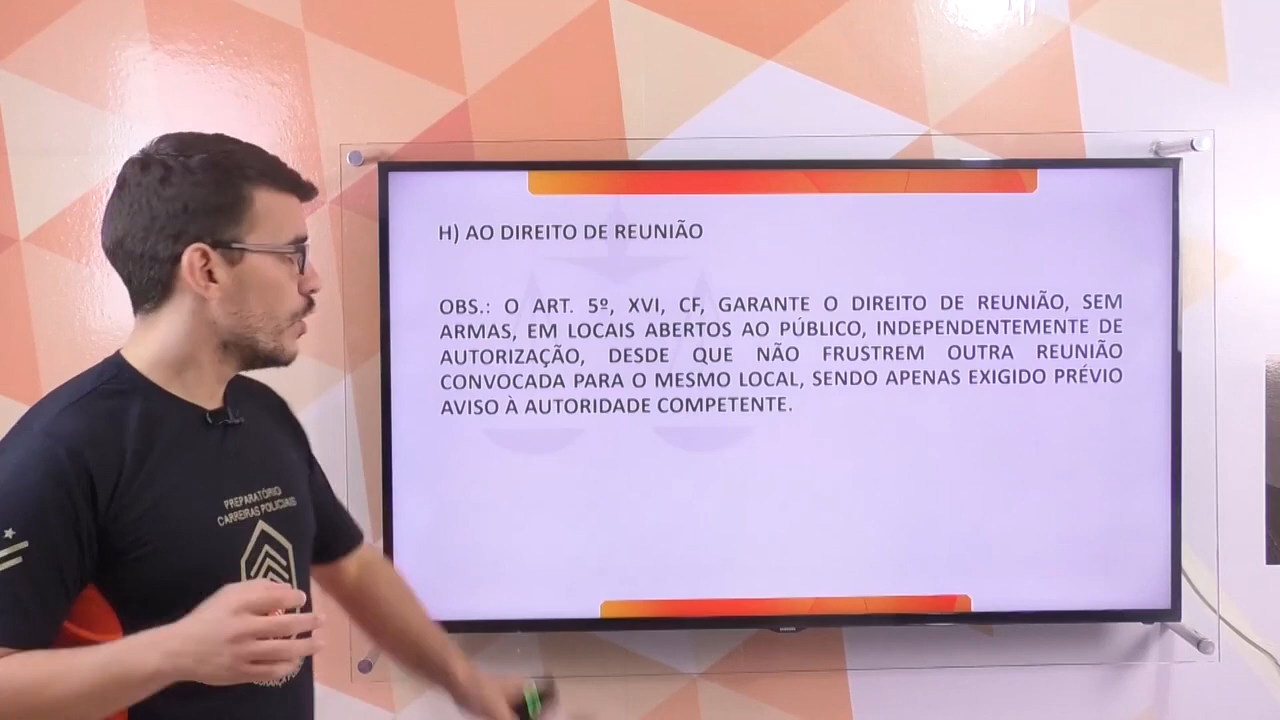 H) AO DIREITO DE REUNIÃO
OBS.: O ART. 5º, XVI, CF, GARANTE O DIREITO DE REUNIÃO, SEM
ARMAS, EM LOCAIS ABERTOS AO PÚBLICO, INDEPENDENTEMENTE DE
AUTORIZAÇÃO, DESDE QUE NÃO FRUSTREM OUTRA REUNIÃO
CONVOCADA PARA O MESMO LOCAL, SENDO APENAS EXIGIDO PRÉVIO
AVISO À AUTORIDADE COMPETENTE.
PREPARATÓRIO
CARREIRAS POLICIAIS